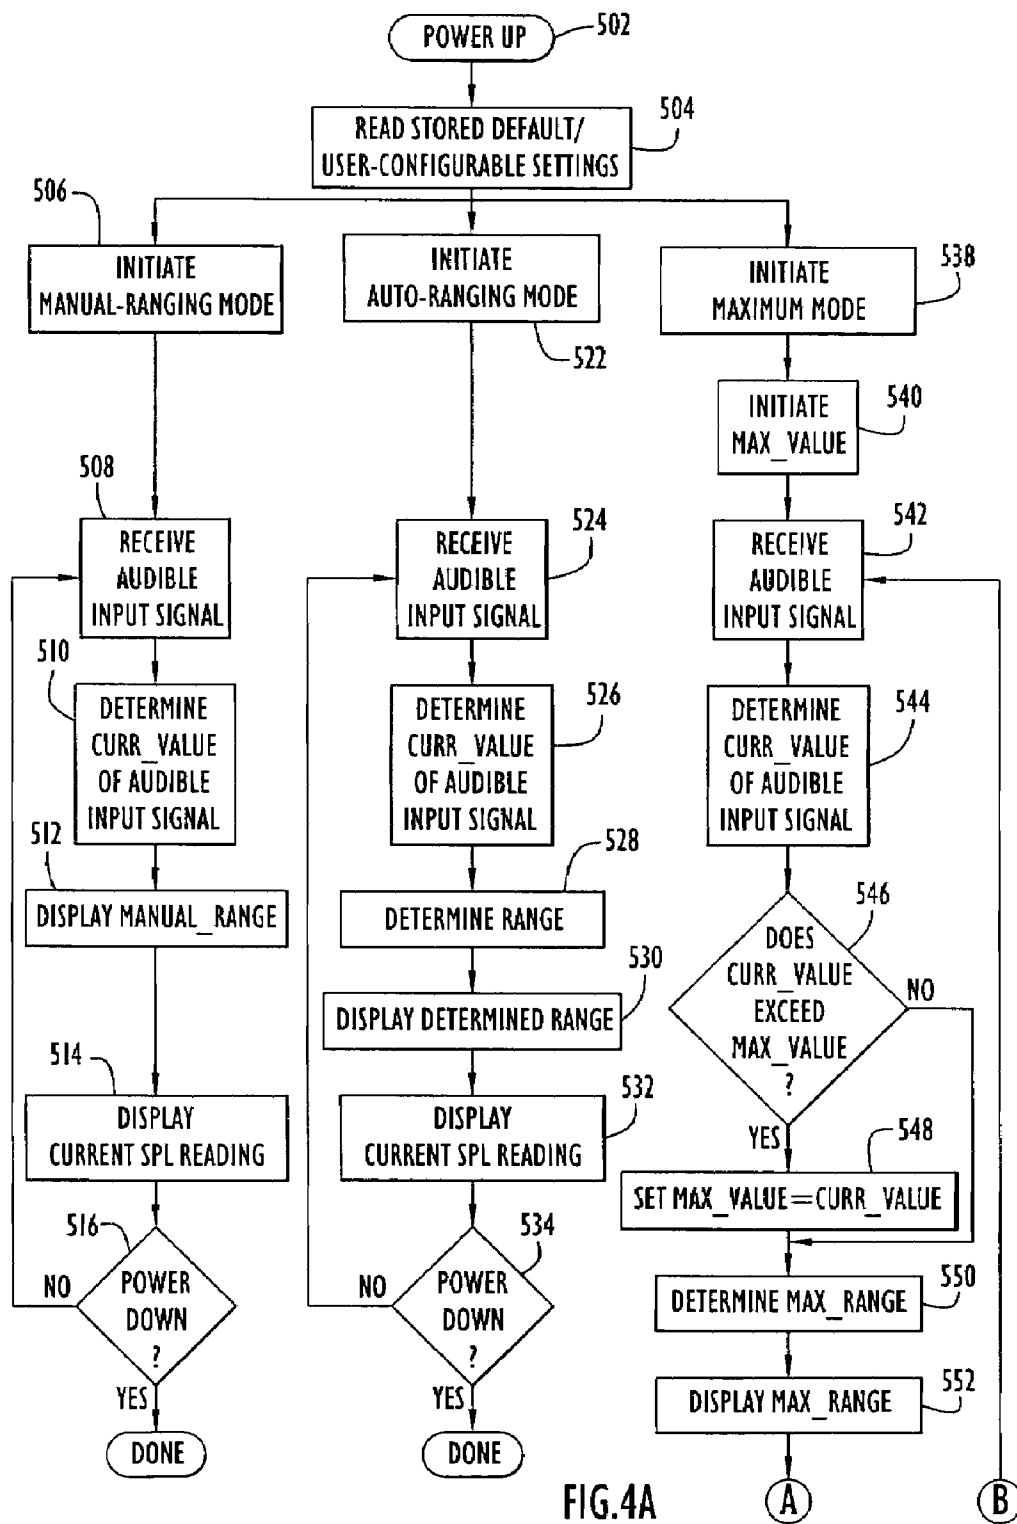 POWER UP
502
READ STORED DEFAULT/
USER-CONFIGURABLE SETTINGS
504
506
INITIATE
MANUAL-RANGING MODE
508
RECEIVE
AUDIBLE
INPUT SIGNAL
510
DETERMINE
CURR_VALUE
OF AUDIBLE
INPUT SIGNAL
512
DISPLAY MANUAL_RANGE
514
DISPLAY
CURRENT SPL READING
516
POWER
DOWN
?
NO
YES
DONE
INITIATE
AUTO-RANGING MODE
522
RECEIVE
AUDIBLE
INPUT SIGNAL
524
DETERMINE
CURR_VALUE
OF AUDIBLE
INPUT SIGNAL
526
DETERMINE RANGE
528
DISPLAY DETERMINED RANGE
530
DISPLAY
CURRENT SPL READING
532
POWER
DOWN
?
534
NO
YES
DONE
INITIATE
MAXIMUM MODE
538
INITIATE
MAX_VALUE
540
RECEIVE
AUDIBLE
INPUT SIGNAL
542
DETERMINE
CURR_VALUE
OF AUDIBLE
INPUT SIGNAL
544
DOES
CURR_VALUE
EXCEED
MAX_VALUE
?
546
NO
YES
SET MAX_VALUE=CURR_VALUE
548
DETERMINE MAX_RANGE
550
DISPLAY MAX_RANGE
552
A
B
FIG.4A